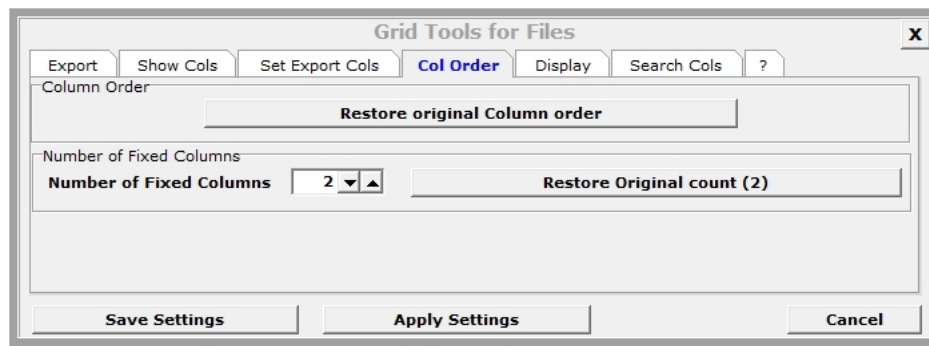 Grid Tools for Files
X
Export Show Cols Set Export Cols Col Order Display Search Cols ?
Column Order
Restore original Column order
Number of Fixed Columns
Number of Fixed Columns 2 Restore Original count (2)
Save Settings Apply Settings Cancel